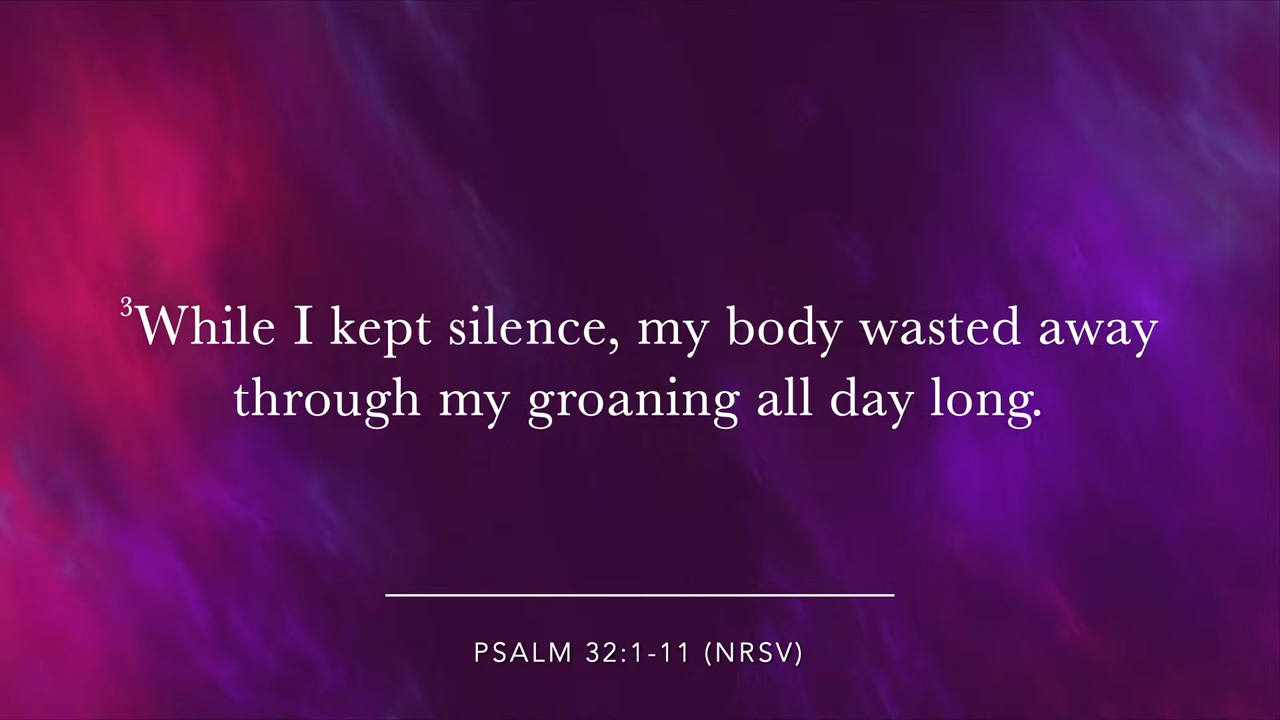 ³While I kept silence, my body wasted away
through my groaning all day long.
PSALM 32:1-11 (NRSV)